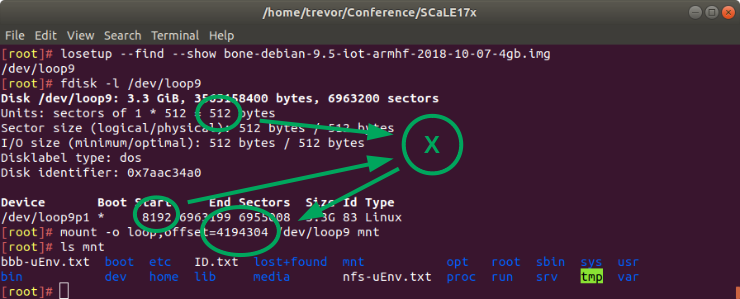 /home/trevor/Conference/SCaLE17x
File Edit View Search Terminal Help
[root]# losetup --find --show bone-debian-9.5-iot-armhf-2018-10-07-4gb.img
/dev/loop9
[root]# fdisk -l /dev/loop9
Disk /dev/loop9: 3.3 GiB, 3565158400 bytes, 6963200 sectors
Units: sectors of 1 * 512 = 512 bytes
Sector size (logical/physical): 512 bytes / 512 bytes
I/O size (minimum/optimal): 512 bytes / 512 bytes
X
Disklabel type: dos
Disk identifier: 0x7aac34a0
Device Boot Start End Sectors Size Id Type
/dev/loop9p1 * 8192 6963199 6955008 3.3G 83 Linux
[root]# mount -o loop,offset=4194304 /dev/loop9 mnt
[root]# ls mnt
bbb-uEnv.txt boot etc ID.txt lost+found mnt opt root sbin sys usr
bin dev home lib media nfs-uEnv.txt proc run srv tmp var
[root]#